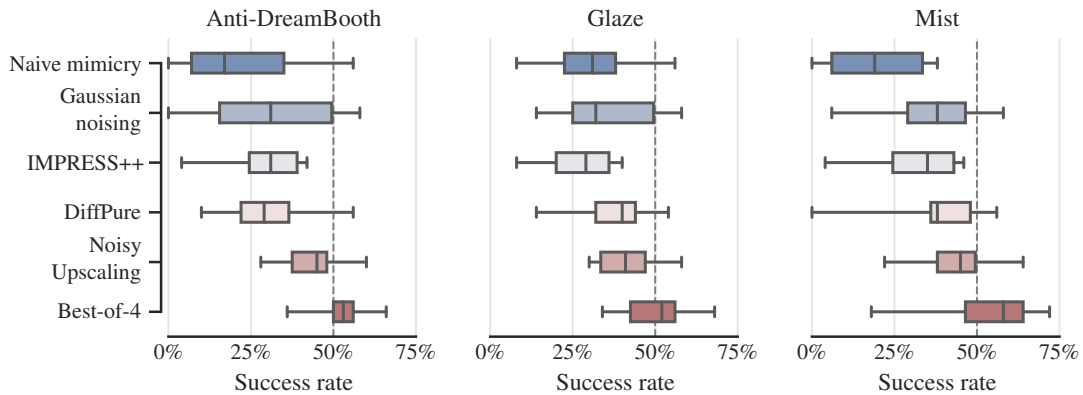 Anti-DreamBooth
Glaze
Mist
Naive mimicry
Gaussian
noising
IMPRESS++
DiffPure
Noisy
Upscaling
Best-of-4
0% 25% 50% 75%
0% 25% 50% 75%
0% 25% 50% 75%
Success rate
Success rate
Success rate